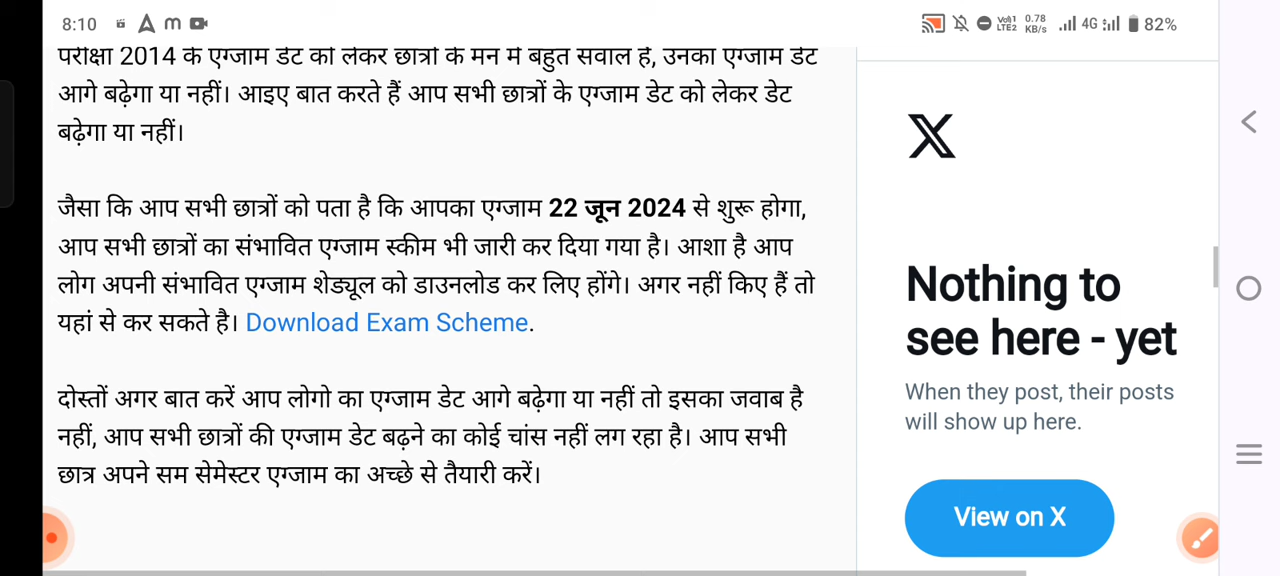 8:10
Vol1 LTE2 0.78 KB/s 4G 82%
परीक्षा 2014 के एग्जाम डेट को लेकर छात्रों के मन में बहुत सवाल है, उनका एग्जाम डेट
आगे बढ़ेगा या नहीं। आइए बात करते हैं आप सभी छात्रों के एग्जाम डेट को लेकर डेट
बढ़ेगा या नहीं।
जैसा कि आप सभी छात्रों को पता है कि आपका एग्जाम 22 जून 2024 से शुरू होगा,
आप सभी छात्रों का संभावित एग्जाम स्कीम भी जारी कर दिया गया है। आशा है आप
लोग अपनी संभावित एग्जाम शेड्यूल को डाउनलोड कर लिए होंगे। अगर नहीं किए हैं तो
यहां से कर सकते है। Download Exam Scheme.
दोस्तों अगर बात करें आप लोगो का एग्जाम डेट आगे बढ़ेगा या नहीं तो इसका जवाब है
नहीं, आप सभी छात्रों की एग्जाम डेट बढ़ने का कोई चांस नहीं लग रहा है। आप सभी
छात्र अपने सम सेमेस्टर एग्जाम का अच्छे से तैयारी करें।
X
Nothing to
see here - yet
When they post, their posts
will show up here.
View on X